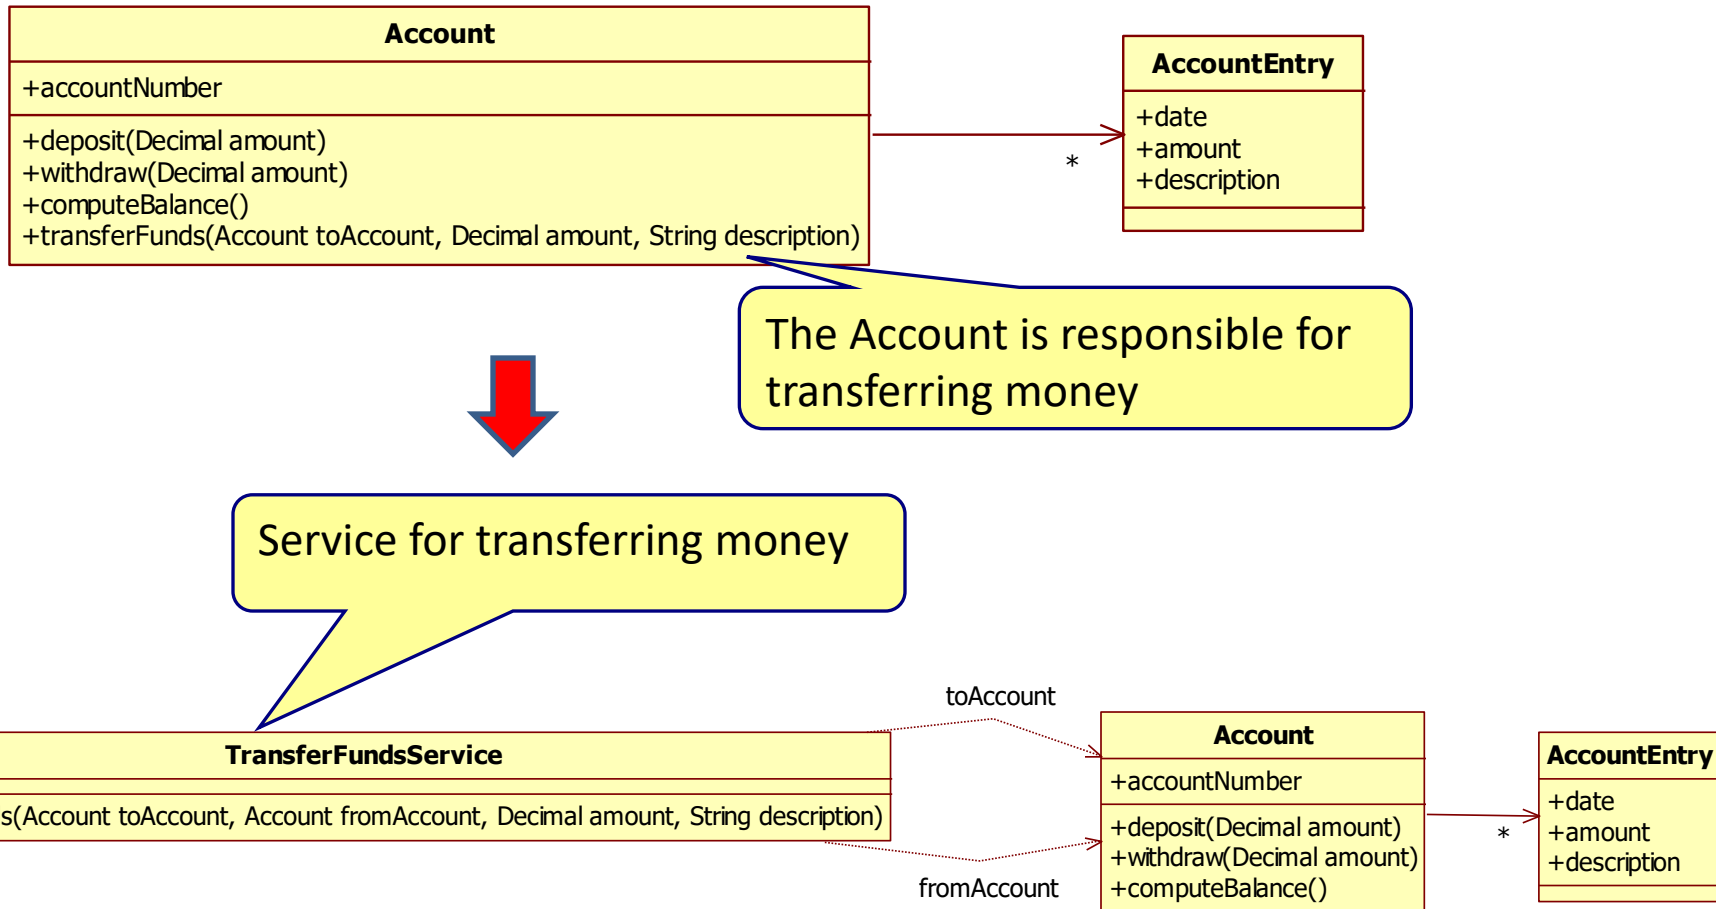 Account
+accountNumber
+deposit(Decimal amount)
+withdraw(Decimal amount)
+computeBalance()
+transferFunds(Account toAccount, Decimal amount, String description)
AccountEntry
+date
+amount
+description
*
The Account is responsible for
transferring money
Service for transferring money
TransferFundsService
s(Account toAccount, Account fromAccount, Decimal amount, String description)
toAccount
fromAccount
Account
+accountNumber
+deposit(Decimal amount)
+withdraw(Decimal amount)
+computeBalance()
*
AccountEntry
+date
+amount
+description